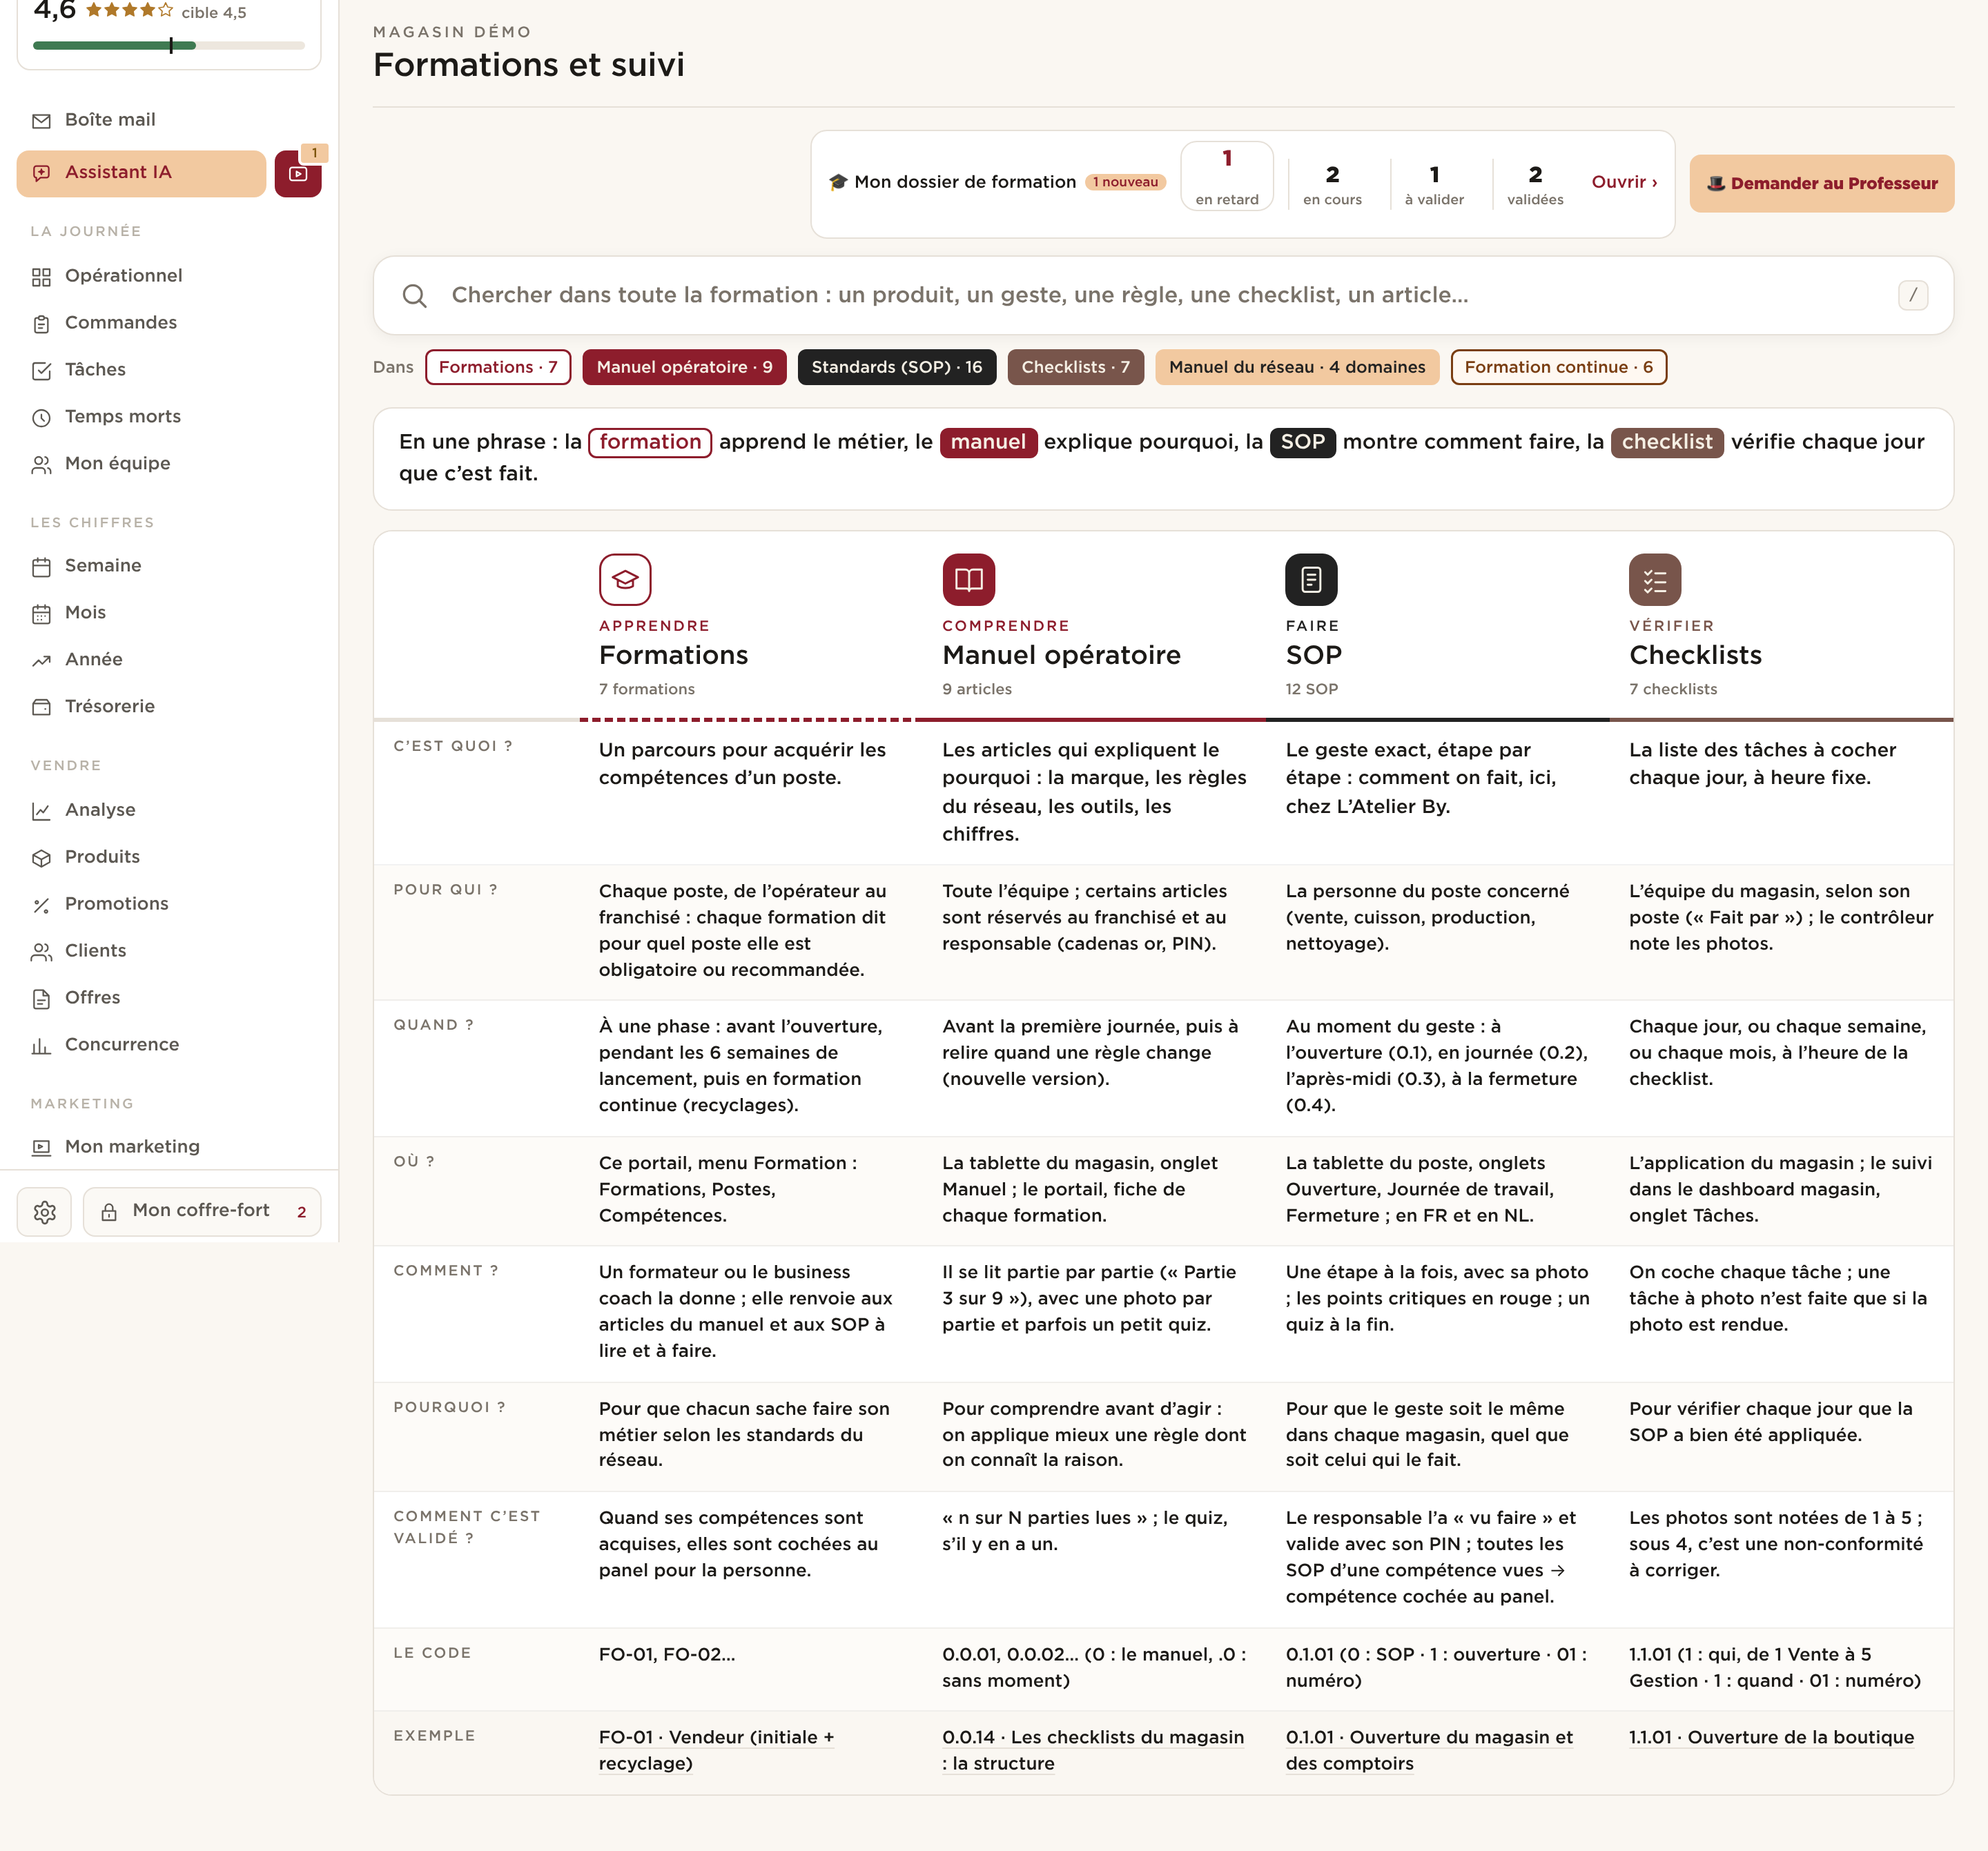 4,6 cible 4,5
Boîte mail
Assistant IA
1
LA JOURNÉE
Opérationnel
Commandes
Tâches
Temps morts
Mon équipe
LES CHIFFRES
Semaine
Mois
Année
Trésorerie
VENDRE
Analyse
Produits
Promotions
Clients
Offres
Concurrence
MARKETING
Mon marketing
Mon coffre-fort 2
MAGASIN DÉMO
Formations et suivi
Mon dossier de formation 1 nouveau
1
en retard
2
en cours
1
à valider
2
validées
Ouvrir ›
Demander au Professeur
Chercher dans toute la formation : un produit, un geste, une règle, une checklist, un article...
/
Dans Formations · 7 Manuel opératoire · 9 Standards (SOP) · 16 Checklists · 7 Manuel du réseau · 4 domaines Formation continue · 6
En une phrase : la formation apprend le métier, le manuel explique pourquoi, la SOP montre comment faire, la checklist vérifie chaque jour
que c’est fait.
APPRENDRE
Formations
7 formations
COMPRENDRE
Manuel opératoire
9 articles
FAIRE
SOP
12 SOP
VÉRIFIER
Checklists
7 checklists
C’EST QUOI ?
Un parcours pour acquérir les
compétences d’un poste.
Les articles qui expliquent le
pourquoi : la marque, les règles
du réseau, les outils, les
chiffres.
Le geste exact, étape par
étape : comment on fait, ici,
chez L’Atelier By.
La liste des tâches à cocher
chaque jour, à heure fixe.
POUR QUI ?
Chaque poste, de l’opérateur au
franchisé : chaque formation dit
pour quel poste elle est
obligatoire ou recommandée.
Toute l’équipe ; certains articles
sont réservés au franchisé et au
responsable (cadenas or, PIN).
La personne du poste concerné
(vente, cuisson, production,
nettoyage).
L’équipe du magasin, selon son
poste (« Fait par ») ; le contrôleur
note les photos.
QUAND ?
À une phase : avant l’ouverture,
pendant les 6 semaines de
lancement, puis en formation
continue (recyclages).
Avant la première journée, puis à
relire quand une règle change
(nouvelle version).
Au moment du geste : à
l’ouverture (0.1), en journée (0.2),
l’après-midi (0.3), à la fermeture
(0.4).
Chaque jour, ou chaque semaine,
ou chaque mois, à l’heure de la
checklist.
OÙ ?
Ce portail, menu Formation :
Formations, Postes,
Compétences.
La tablette du magasin, onglet
Manuel ; le portail, fiche de
chaque formation.
La tablette du poste, onglets
Ouverture, Journée de travail,
Fermeture ; en FR et en NL.
L’application du magasin ; le suivi
dans le dashboard magasin,
onglet Tâches.
COMMENT ?
Un formateur ou le business
coach la donne ; elle renvoie aux
articles du manuel et aux SOP à
lire et à faire.
Il se lit partie par partie (« Partie
3 sur 9 »), avec une photo par
partie et parfois un petit quiz.
Une étape à la fois, avec sa photo
; les points critiques en rouge ; un
quiz à la fin.
On coche chaque tâche ; une
tâche à photo n’est faite que si la
photo est rendue.
POURQUOI ?
Pour que chacun sache faire son
métier selon les standards du
réseau.
Pour comprendre avant d’agir :
on applique mieux une règle dont
on connaît la raison.
Pour que le geste soit le même
dans chaque magasin, quel que
soit celui qui le fait.
Pour vérifier chaque jour que la
SOP a bien été appliquée.
COMMENT C’EST
VALIDÉ ?
Quand ses compétences sont
acquises, elles sont cochées au
panel pour la personne.
« n sur N parties lues » ; le quiz,
s’il y en a un.
Le responsable l’a « vu faire » et
valide avec son PIN ; toutes les
SOP d’une compétence vues →
compétence cochée au panel.
Les photos sont notées de 1 à 5 ;
sous 4, c’est une non-conformité
à corriger.
LE CODE
FO-01, FO-02...
0.0.01, 0.0.02... (0 : le manuel, .0 :
sans moment)
0.1.01 (0 : SOP · 1 : ouverture · 01 :
numéro)
1.1.01 (1 : qui, de 1 Vente à 5
Gestion · 1 : quand · 01 : numéro)
EXEMPLE
FO-01 · Vendeur (initiale +
recyclage)
0.0.14 · Les checklists du magasin
: la structure
0.1.01 · Ouverture du magasin et
des comptoirs
1.1.01 · Ouverture de la boutique